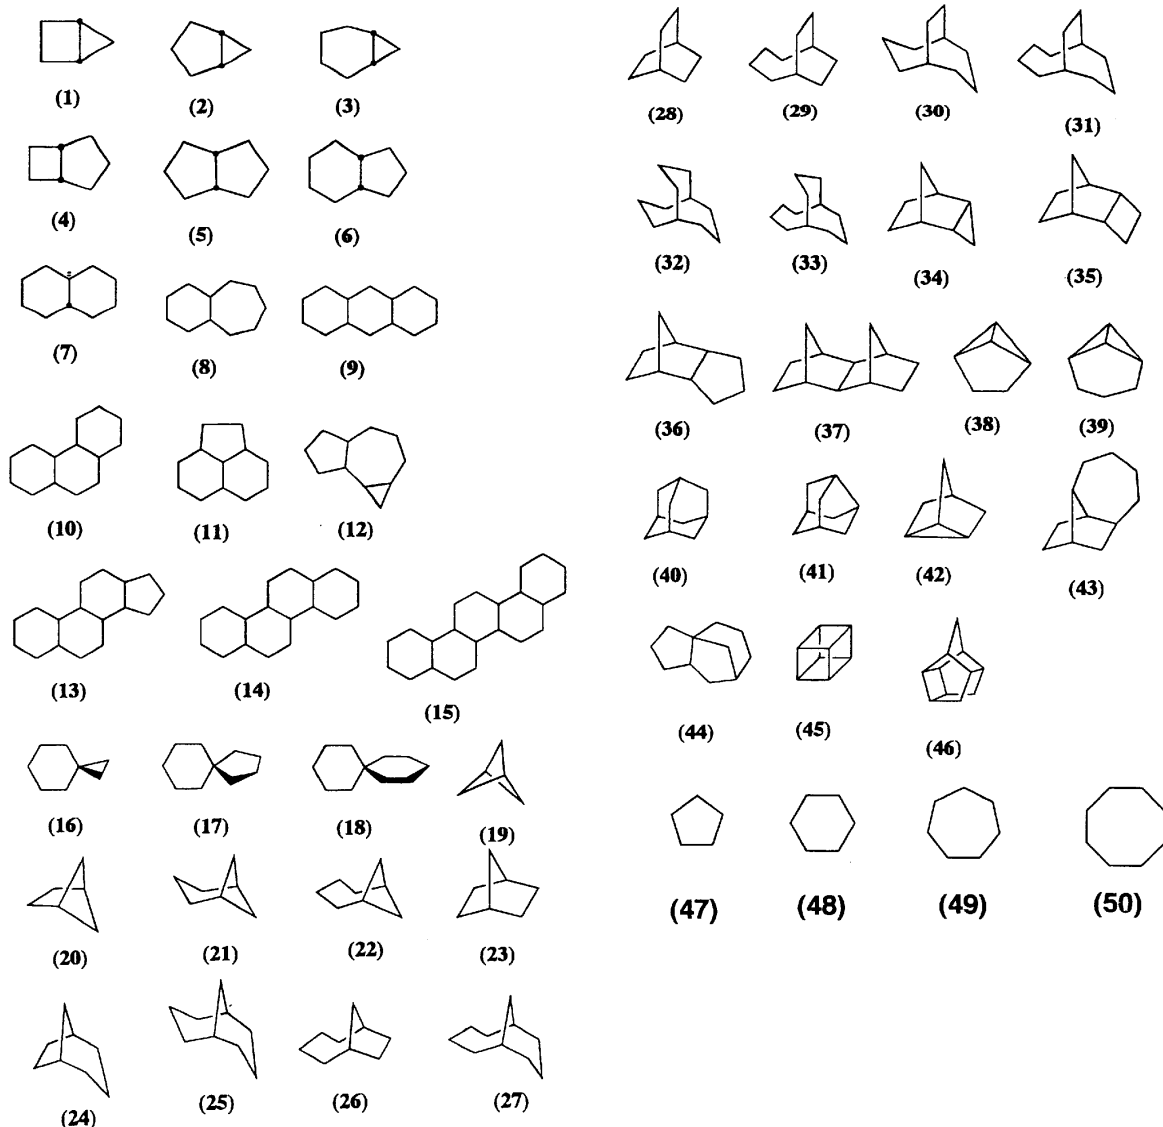 (1) (2) (3)
(4) (5) (6)
(7) (8) (9)
(10) (11) (12)
(13) (14) (15)
(16) (17) (18) (19)
(20) (21) (22) (23)
(24) (25) (26) (27)
(28) (29) (30) (31)
(32) (33) (34) (35)
(36) (37) (38) (39)
(40) (41) (42) (43)
(44) (45) (46)
(47) (48) (49) (50)